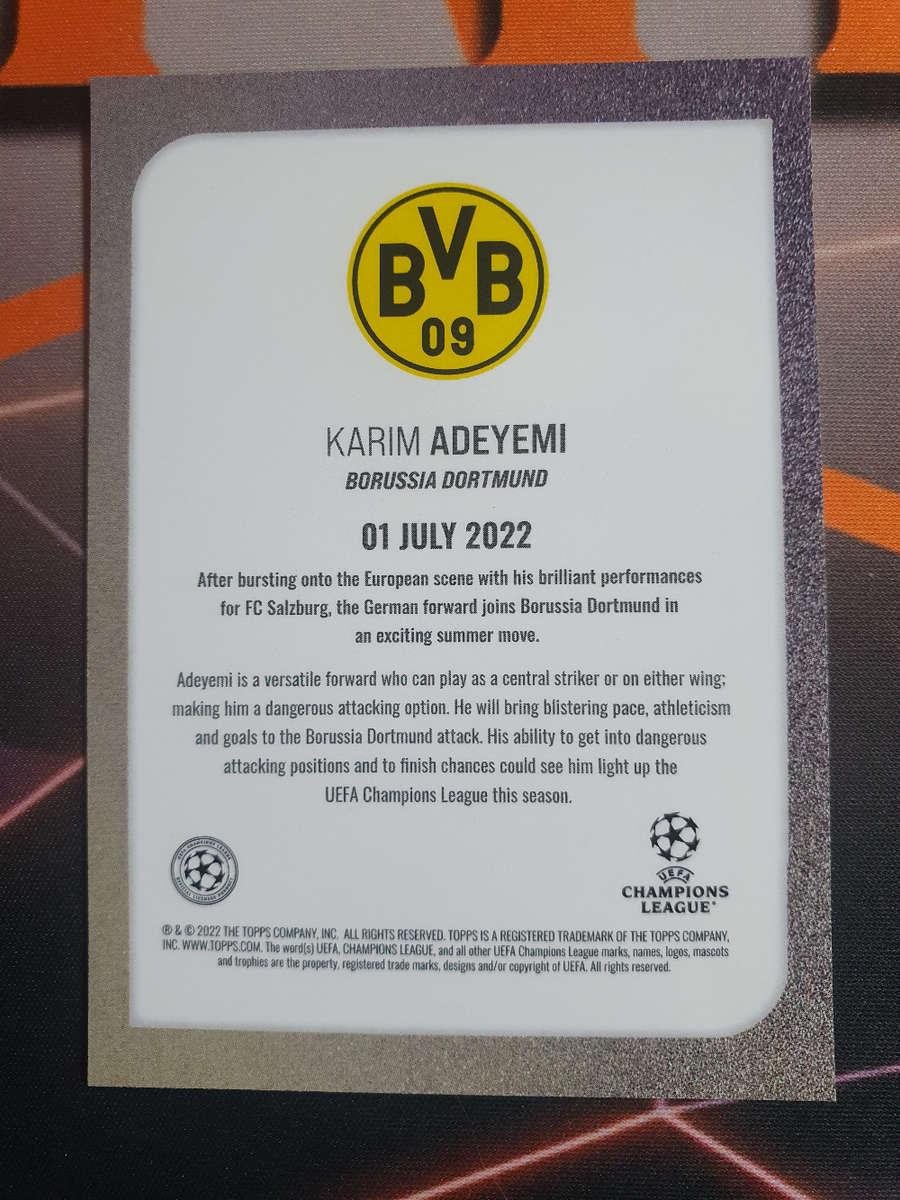 BVB
09
KARIM ADEYEMI
BORUSSIA DORTMUND
01 JULY 2022
After bursting onto the European scene with his brilliant performances
for FC Salzburg, the German forward joins Borussia Dortmund in
an exciting summer move.
Adeyemi is a versatile forward who can play as a central striker or on either wing;
making him a dangerous attacking option. He will bring blistering pace, athleticism
and goals to the Borussia Dortmund attack. His ability to get into dangerous
attacking positions and to finish chances could see him light up the
UEFA Champions League this season.
UEFA
CHAMPIONS
LEAGUE®
® & © 2022 THE TOPPS COMPANY, INC. ALL RIGHTS RESERVED. TOPPS IS A REGISTERED TRADEMARK OF THE TOPPS COMPANY,
INC. WWW.TOPPS.COM. The word(s) UEFA, CHAMPIONS LEAGUE, and all other UEFA Champions League marks, names, logos, mascots
and trophies are the property, registered trade marks, designs and/or copyright of UEFA. All rights reserved.